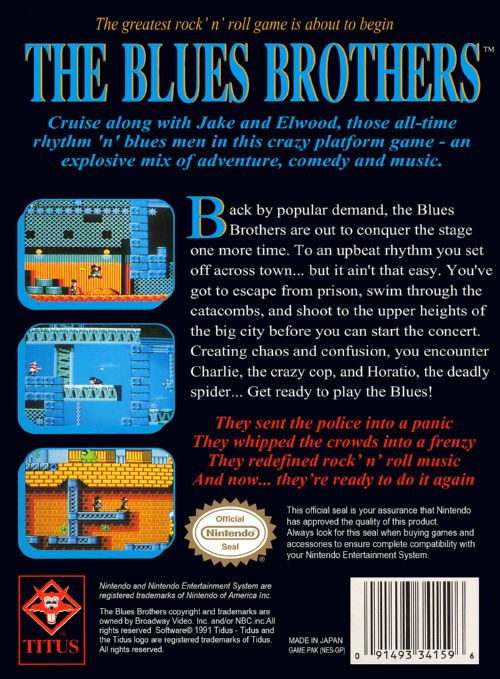 The greatest rock' n' roll game is about to begin
THE BLUES BROTHERS™
Cruise along with Jake and Elwood, those all-time
rhythm 'n' blues men in this crazy platform game - an
explosive mix of adventure, comedy and music.
Back by popular demand, the Blues
Brothers are out to conquer the stage
one more time. To an upbeat rhythm you set
off across town... but it ain't that easy. You've
got to escape from prison, swim through the
catacombs, and shoot to the upper heights of
the big city before you can start the concert.
Creating chaos and confusion, you encounter
Charlie, the crazy cop, and Horatio, the deadly
spider... Get ready to play the Blues!
They sent the police into a panic
They whipped the crowds into a frenzy
They redefined rock' n' roll music
And now... they're ready to do it again
Official
Nintendo
Seal
®
This official seal is your assurance that Nintendo
has approved the quality of this product.
Always look for this seal when buying games and
accessories to ensure complete compatibility with
your Nintendo Entertainment System.
TITUS
™
Nintendo and Nintendo Entertainment System are
registered trademarks of Nintendo of America Inc.
The Blues Brothers copyright and trademarks are
owned by Broadway Video. Inc. and/or NBC.inc.All
rights reserved Software© 1991 Tidus - Tidus and
the Tidus logo are registered trademarks of Tidus.
All rights reserved.
MADE IN JAPAN
GAME PAK (NES-GP)
0 91493 34159 6